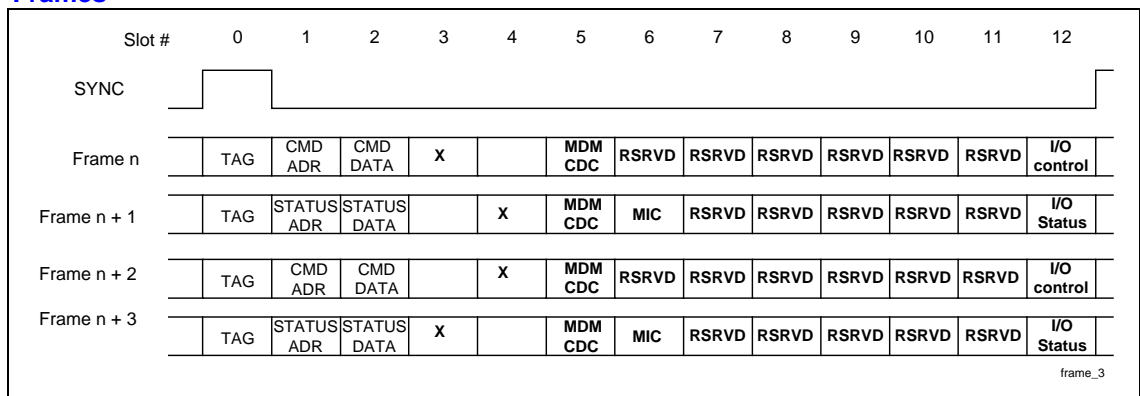 Frames
Slot # 0 1 2 3 4 5 6 7 8 9 10 11 12
SYNC
Frame n TAG CMD ADR CMD DATA X MDM CDC RSRVD RSRVD RSRVD RSRVD RSRVD RSRVD I/O control
Frame n + 1 TAG STATUS ADR STATUS DATA X MDM CDC MIC RSRVD RSRVD RSRVD RSRVD RSRVD I/O Status
Frame n + 2 TAG CMD ADR CMD DATA X MDM CDC RSRVD RSRVD RSRVD RSRVD RSRVD RSRVD I/O control
Frame n + 3 TAG STATUS ADR STATUS DATA X MDM CDC MIC RSRVD RSRVD RSRVD RSRVD RSRVD I/O Status
frame_3